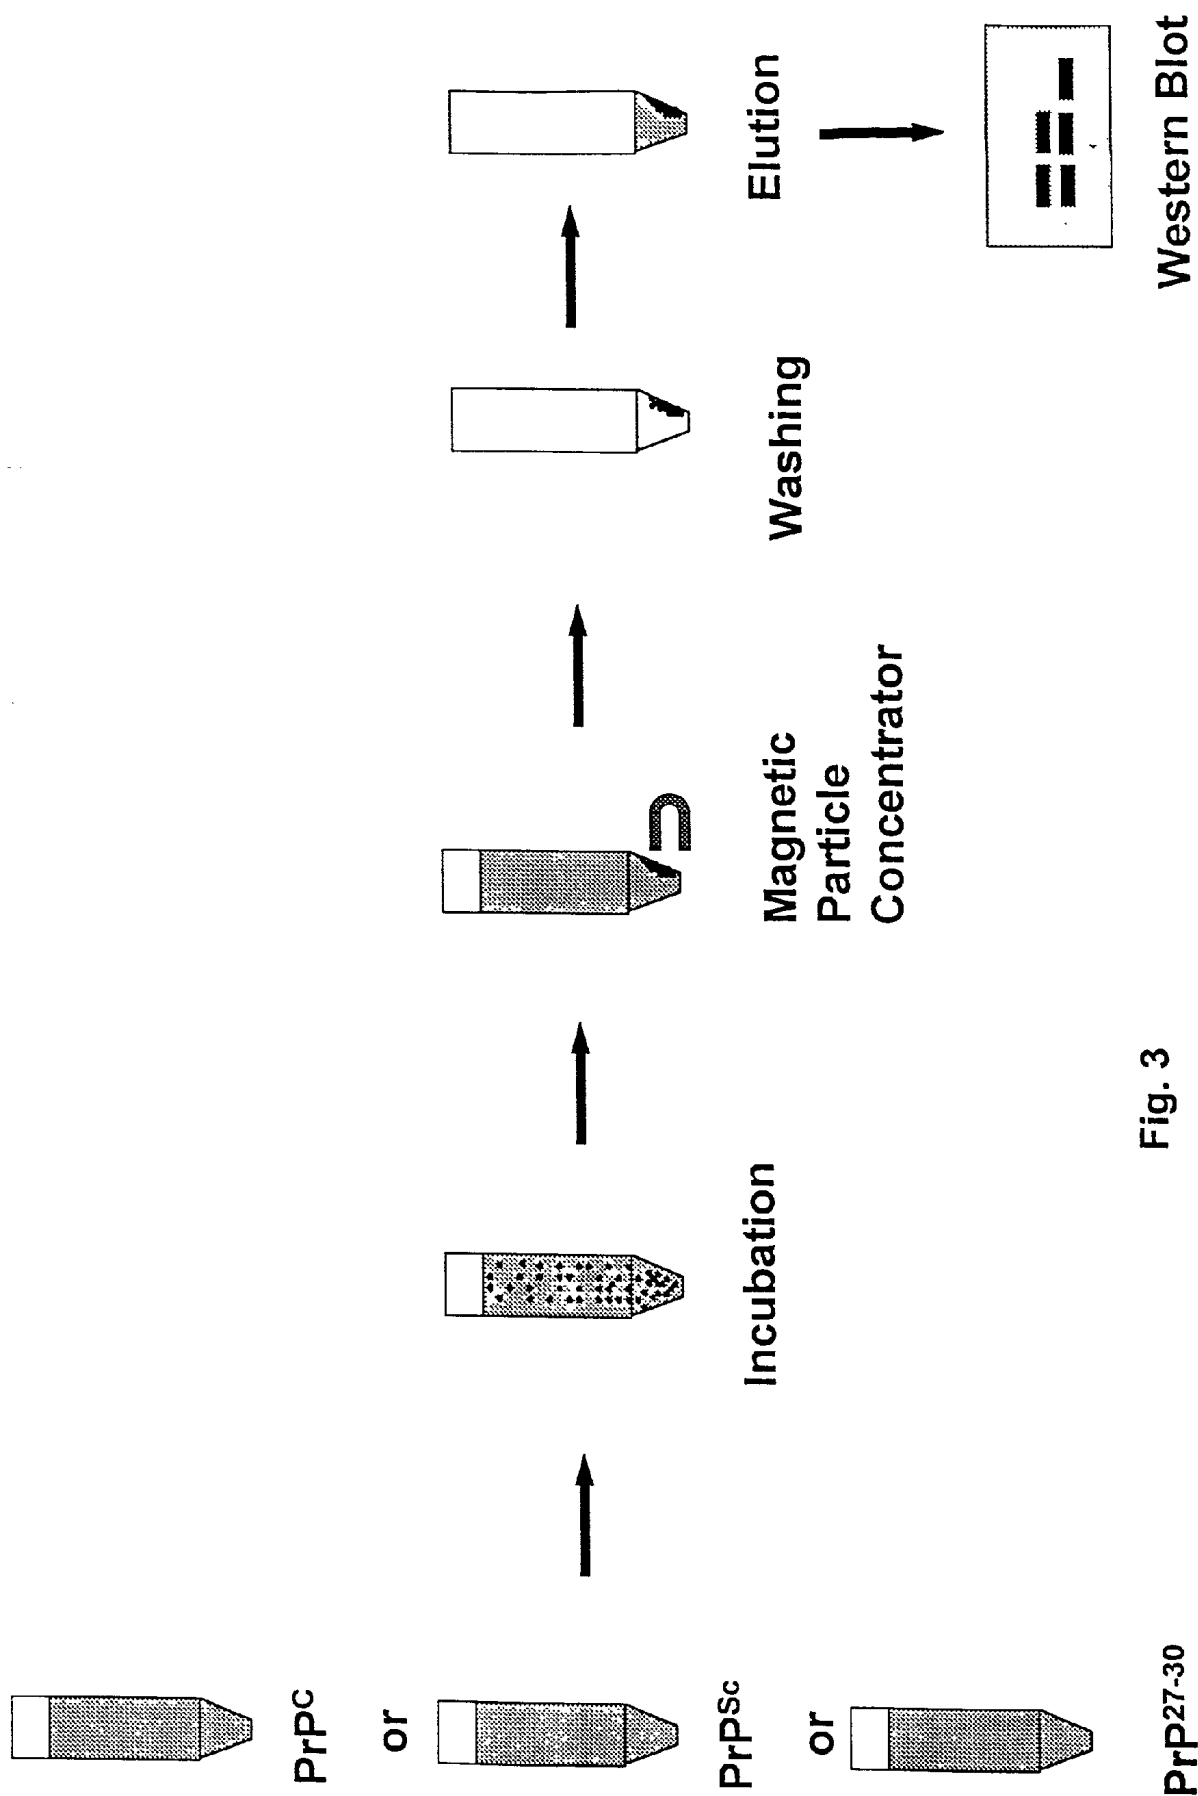 PrPC
or
PrPSc
or
PrP27-30
Incubation
Magnetic
Particle
Concentrator
Washing
Elution
Western Blot
Fig. 3